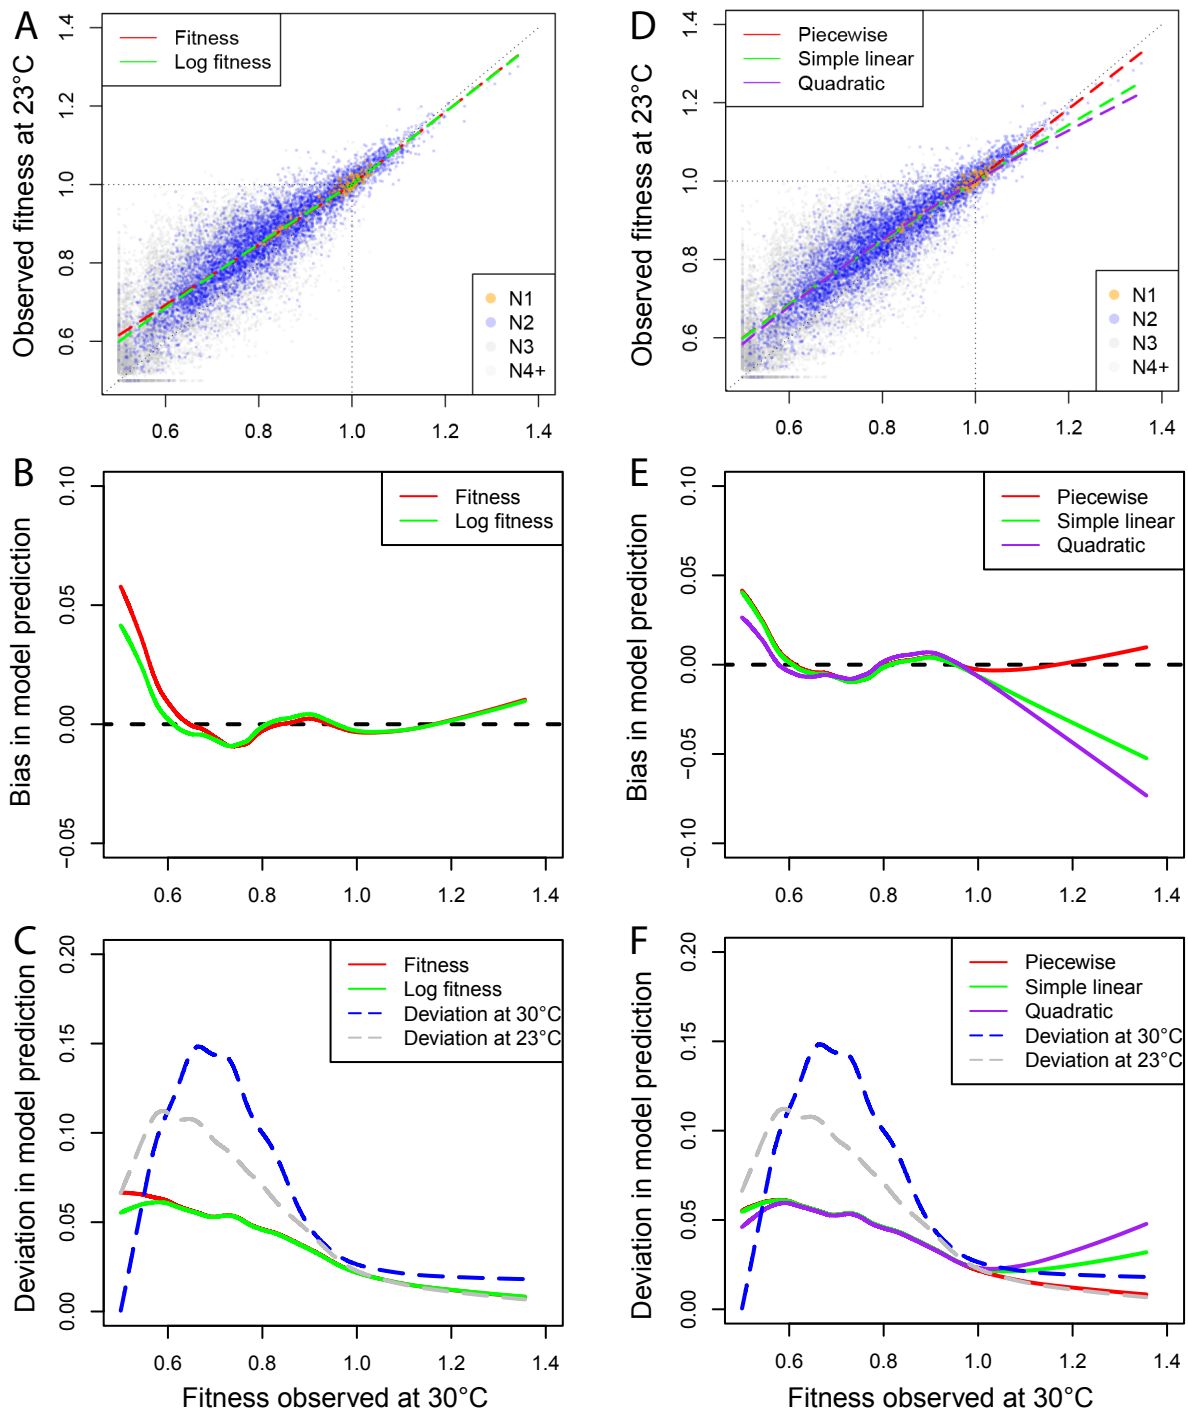 A
Observed fitness at 23°C
1.4
1.2
1.0
0.8
0.6
Fitness
Log fitness
N1
N2
N3
N4+
0.6 0.8 1.0 1.2 1.4
D
Observed fitness at 23°C
1.4
1.2
1.0
0.8
0.6
Piecewise
Simple linear
Quadratic
N1
N2
N3
N4+
0.6 0.8 1.0 1.2 1.4
B
Bias in model prediction
0.10
0.05
0.00
−0.05
Fitness
Log fitness
0.6 0.8 1.0 1.2 1.4
E
Bias in model prediction
0.10
0.05
0.00
−0.05
−0.10
Piecewise
Simple linear
Quadratic
0.6 0.8 1.0 1.2 1.4
C
Deviation in model prediction
0.20
0.15
0.10
0.05
0.00
Fitness
Log fitness
Deviation at 30°C
Deviation at 23°C
0.6 0.8 1.0 1.2 1.4
Fitness observed at 30°C
F
Deviation in model prediction
0.20
0.15
0.10
0.05
0.00
Piecewise
Simple linear
Quadratic
Deviation at 30°C
Deviation at 23°C
0.6 0.8 1.0 1.2 1.4
Fitness observed at 30°C